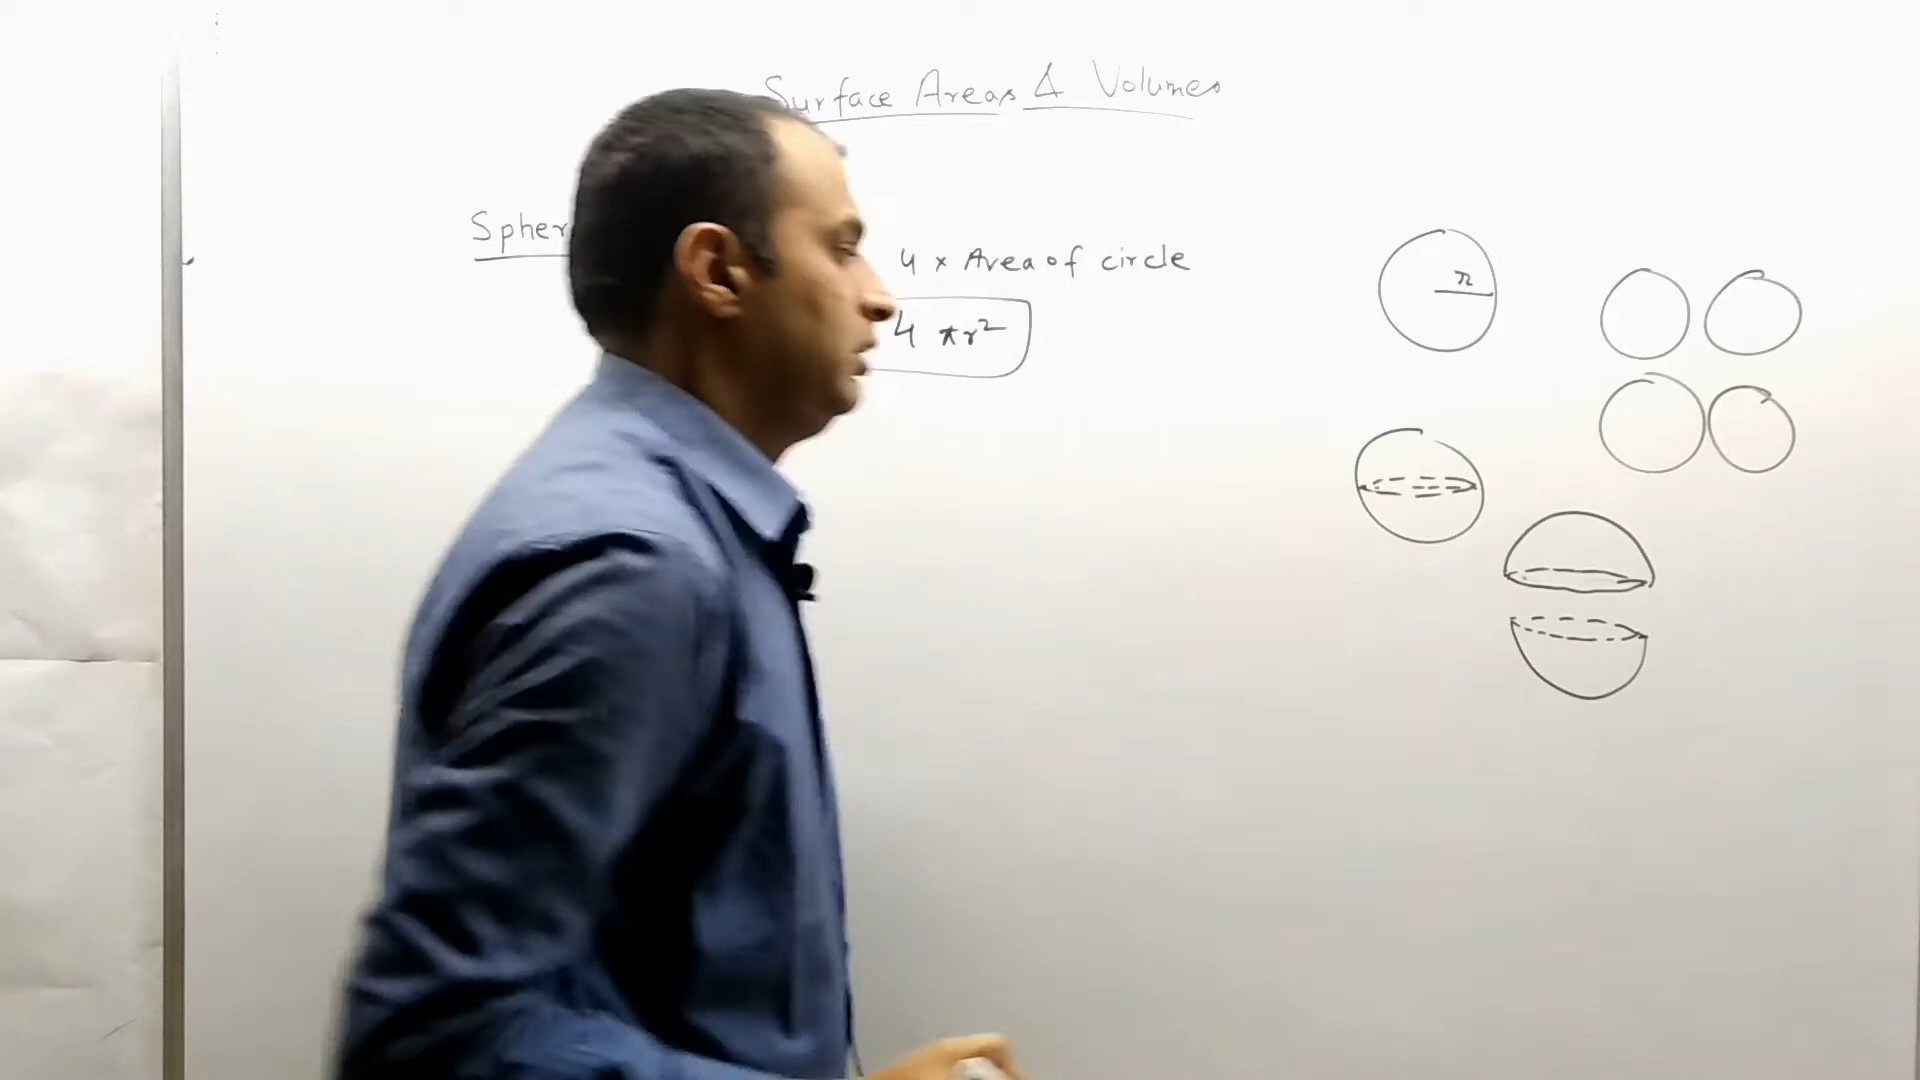 Surface Areas & Volumes
Spher
4 × Area of circle
4 πr²
r